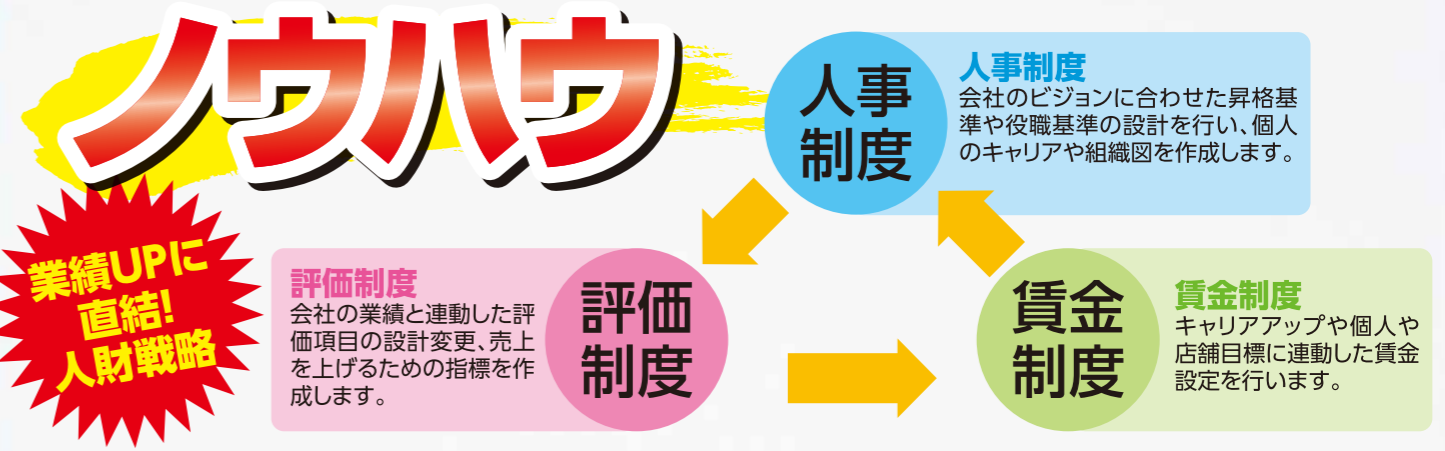 ノウハウ
業績UPに
直結!
人財戦略
人事
制度
人事制度
会社のビジョンに合わせた昇格基
準や役職基準の設計を行い、個人
のキャリアや組織図を作成します。
評価制度
会社の業績と連動した評
価項目の設計変更、売上
を上げるための指標を作
成します。
評価
制度
賃金
制度
賃金制度
キャリアアップや個人や
店舗目標に連動した賃金
設定を行います。